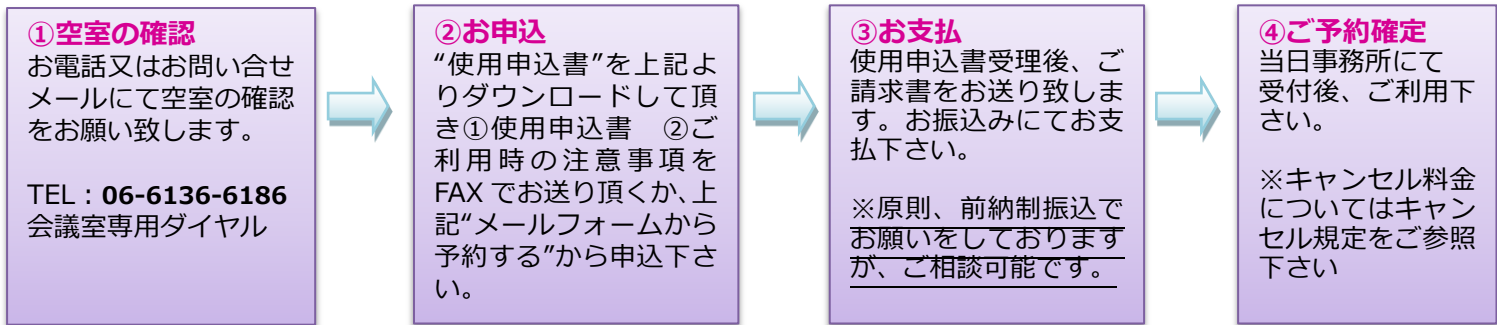 ①空室の確認
お電話又はお問い合せ
メールにて空室の確認
をお願い致します。
TEL：06-6136-6186
会議室専用ダイヤル
②お申込
“使用申込書”を上記よ
りダウンロードして頂
き①使用申込書　②ご
利用時の注意事項を
FAX でお送り頂くか、上
記“メールフォームから
予約する”から申込下さ
い。
③お支払
使用申込書受理後、ご
請求書をお送り致しま
す。お振込みにてお支
払下さい。
※原則、前納制振込で
お願いをしております
が、ご相談可能です。
④ご予約確定
当日事務所にて
受付後、ご利用下
さい。
※キャンセル料金
についてはキャン
セル規定をご参照
下さい